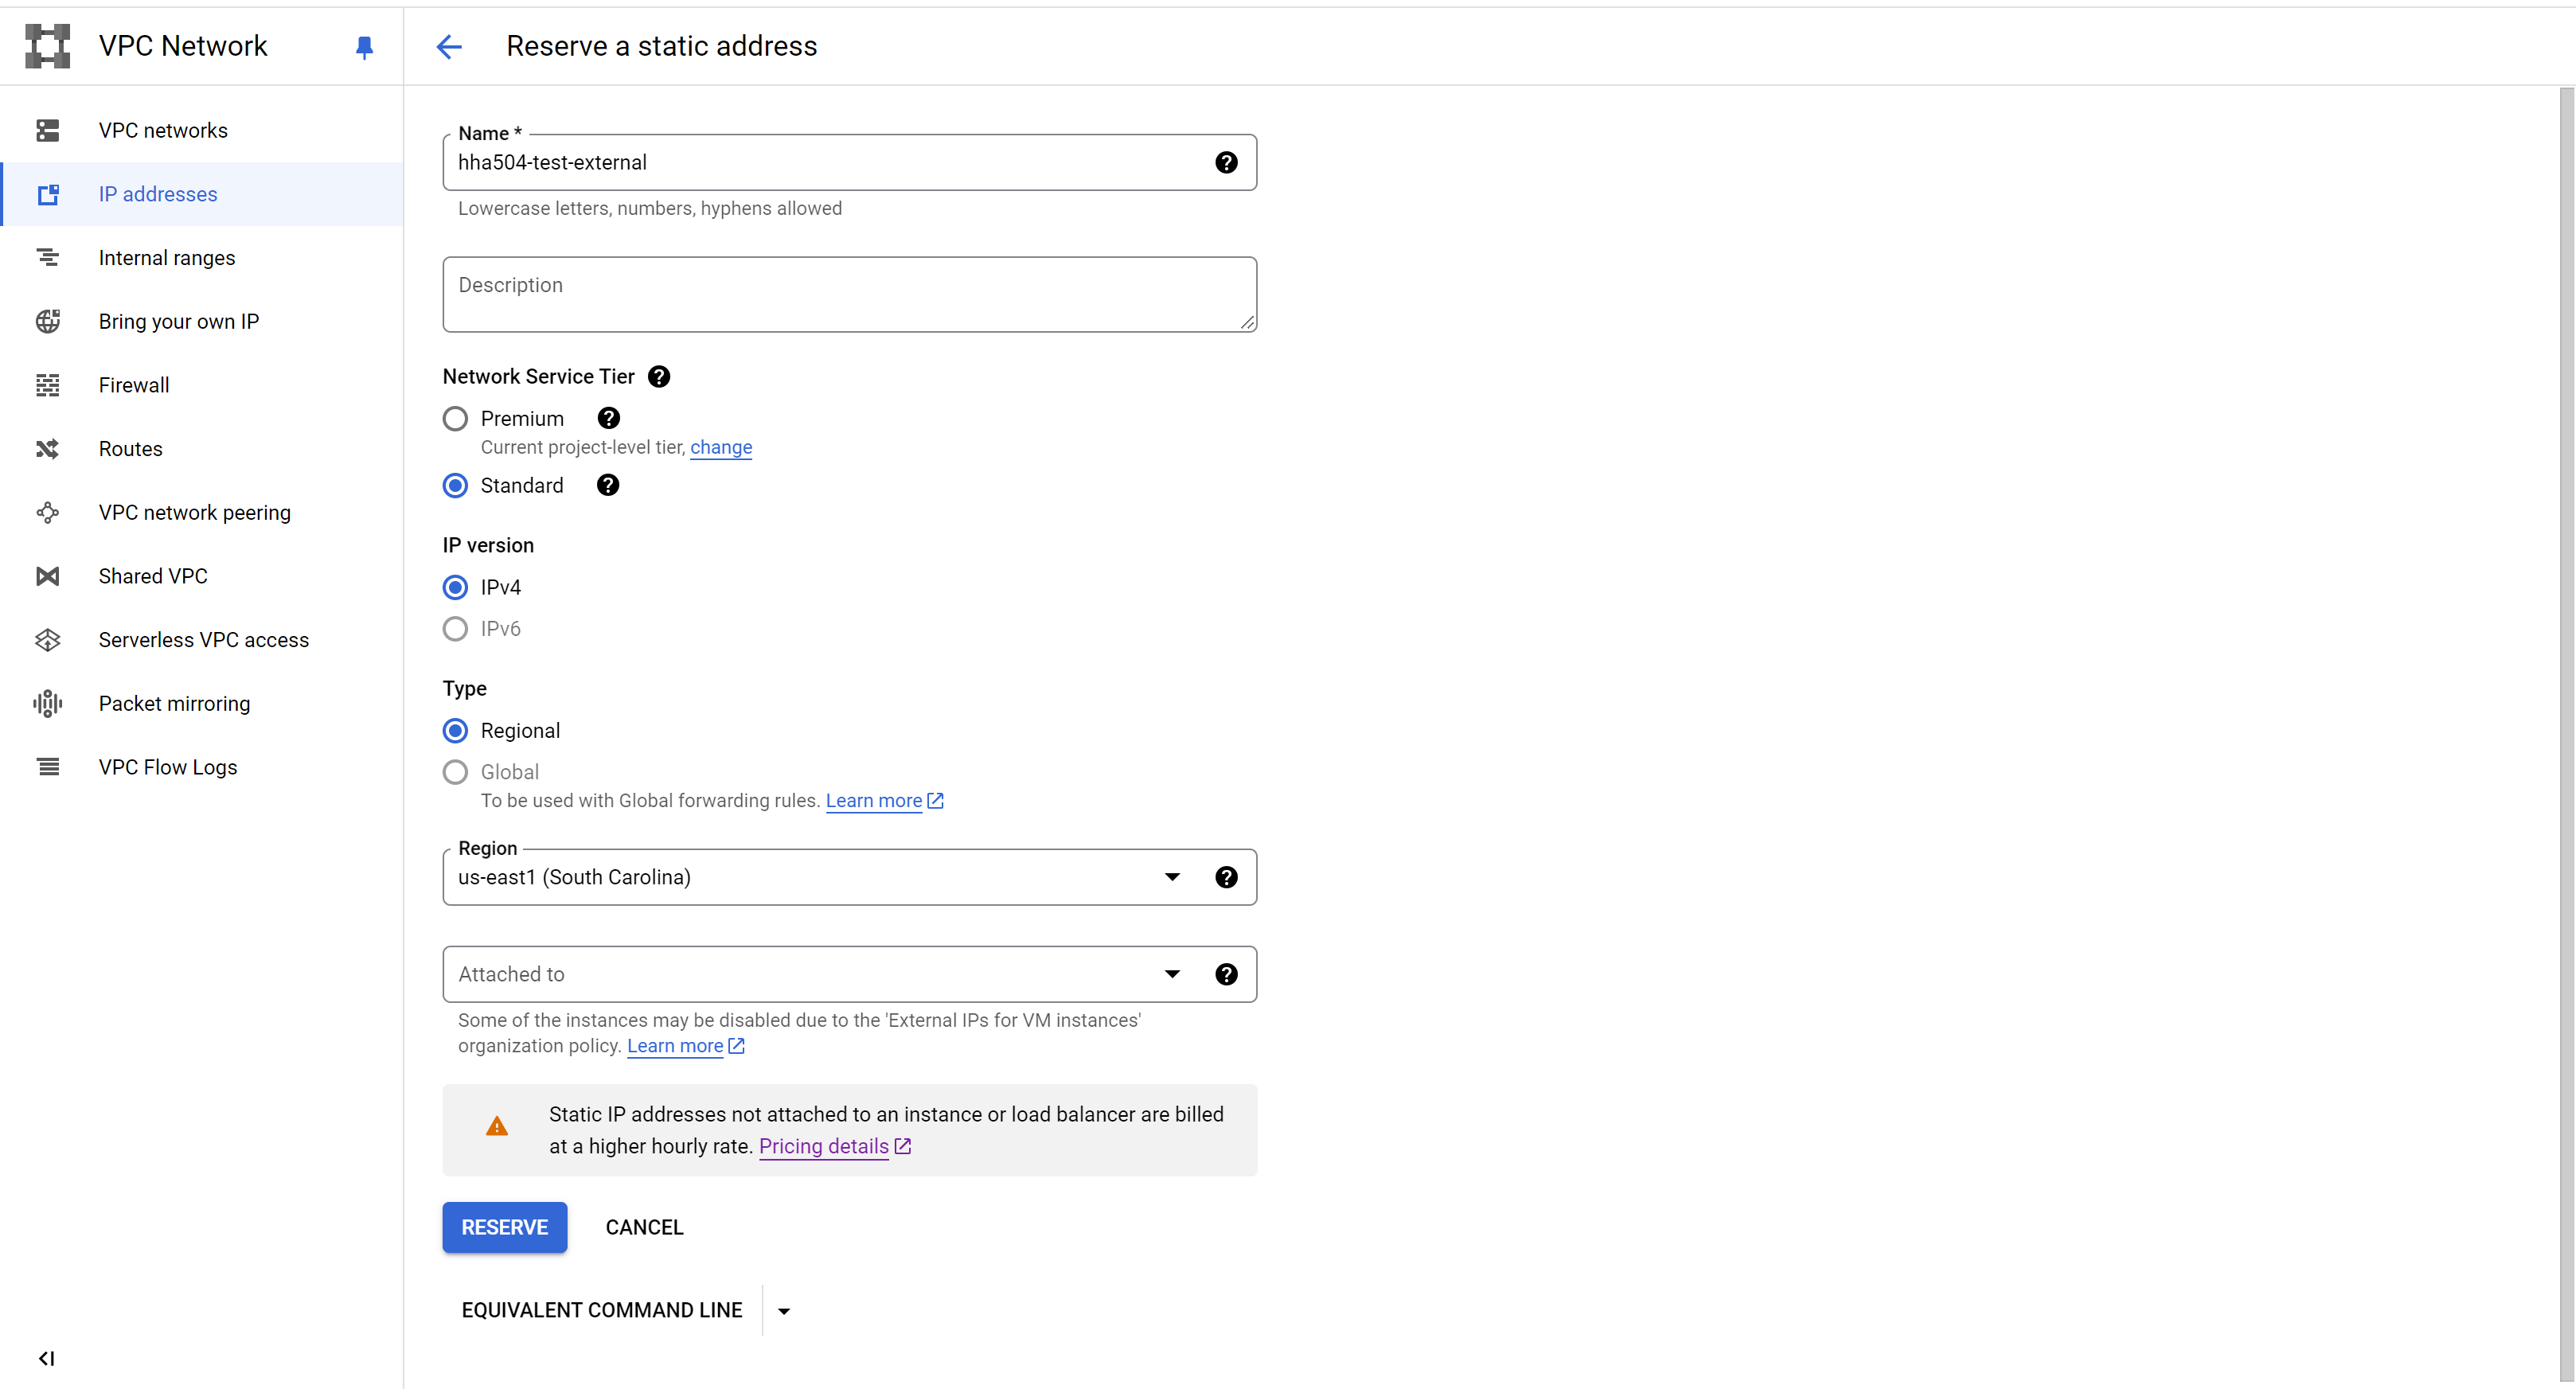 VPC Network
Reserve a static address
VPC networks
IP addresses
Internal ranges
Bring your own IP
Firewall
Routes
VPC network peering
Shared VPC
Serverless VPC access
Packet mirroring
VPC Flow Logs
Name *
hha504-test-external
Lowercase letters, numbers, hyphens allowed
Description
Network Service Tier
Premium
Current project-level tier, change
Standard
IP version
IPv4
IPv6
Type
Regional
Global
To be used with Global forwarding rules. Learn more
Region
us-east1 (South Carolina)
Attached to
Some of the instances may be disabled due to the 'External IPs for VM instances'
organization policy. Learn more
Static IP addresses not attached to an instance or load balancer are billed
at a higher hourly rate. Pricing details
RESERVE CANCEL
EQUIVALENT COMMAND LINE